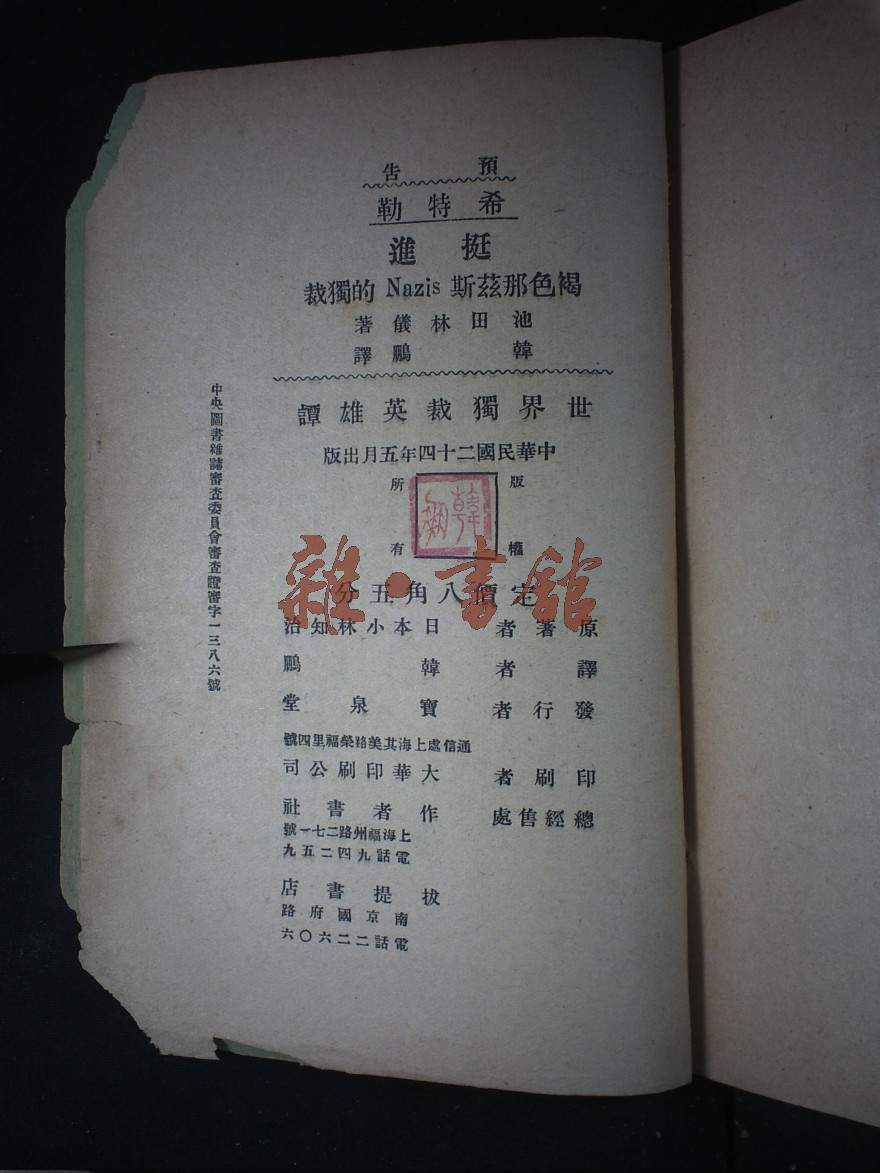 預告
希特勒
挺進
褐色那茲斯Nazis的獨裁
池田林儀著
韓鵬譯
世界獨裁英雄譚
中華民國二十四年五月出版
版權所有
韓鵬
定價八角五分
原著者 日本小林知治
譯者 韓鵬
發行者 寶泉堂
通信處上海其美路榮福里四號
印刷者 大華印刷公司
總經售處 作者書社
上海福州路二七一號
電話九四二五九
拔提書店
南京國府路
電話二二六〇六
中央圖書雜誌審查委員會審查證審字一三八六號
雜·書館